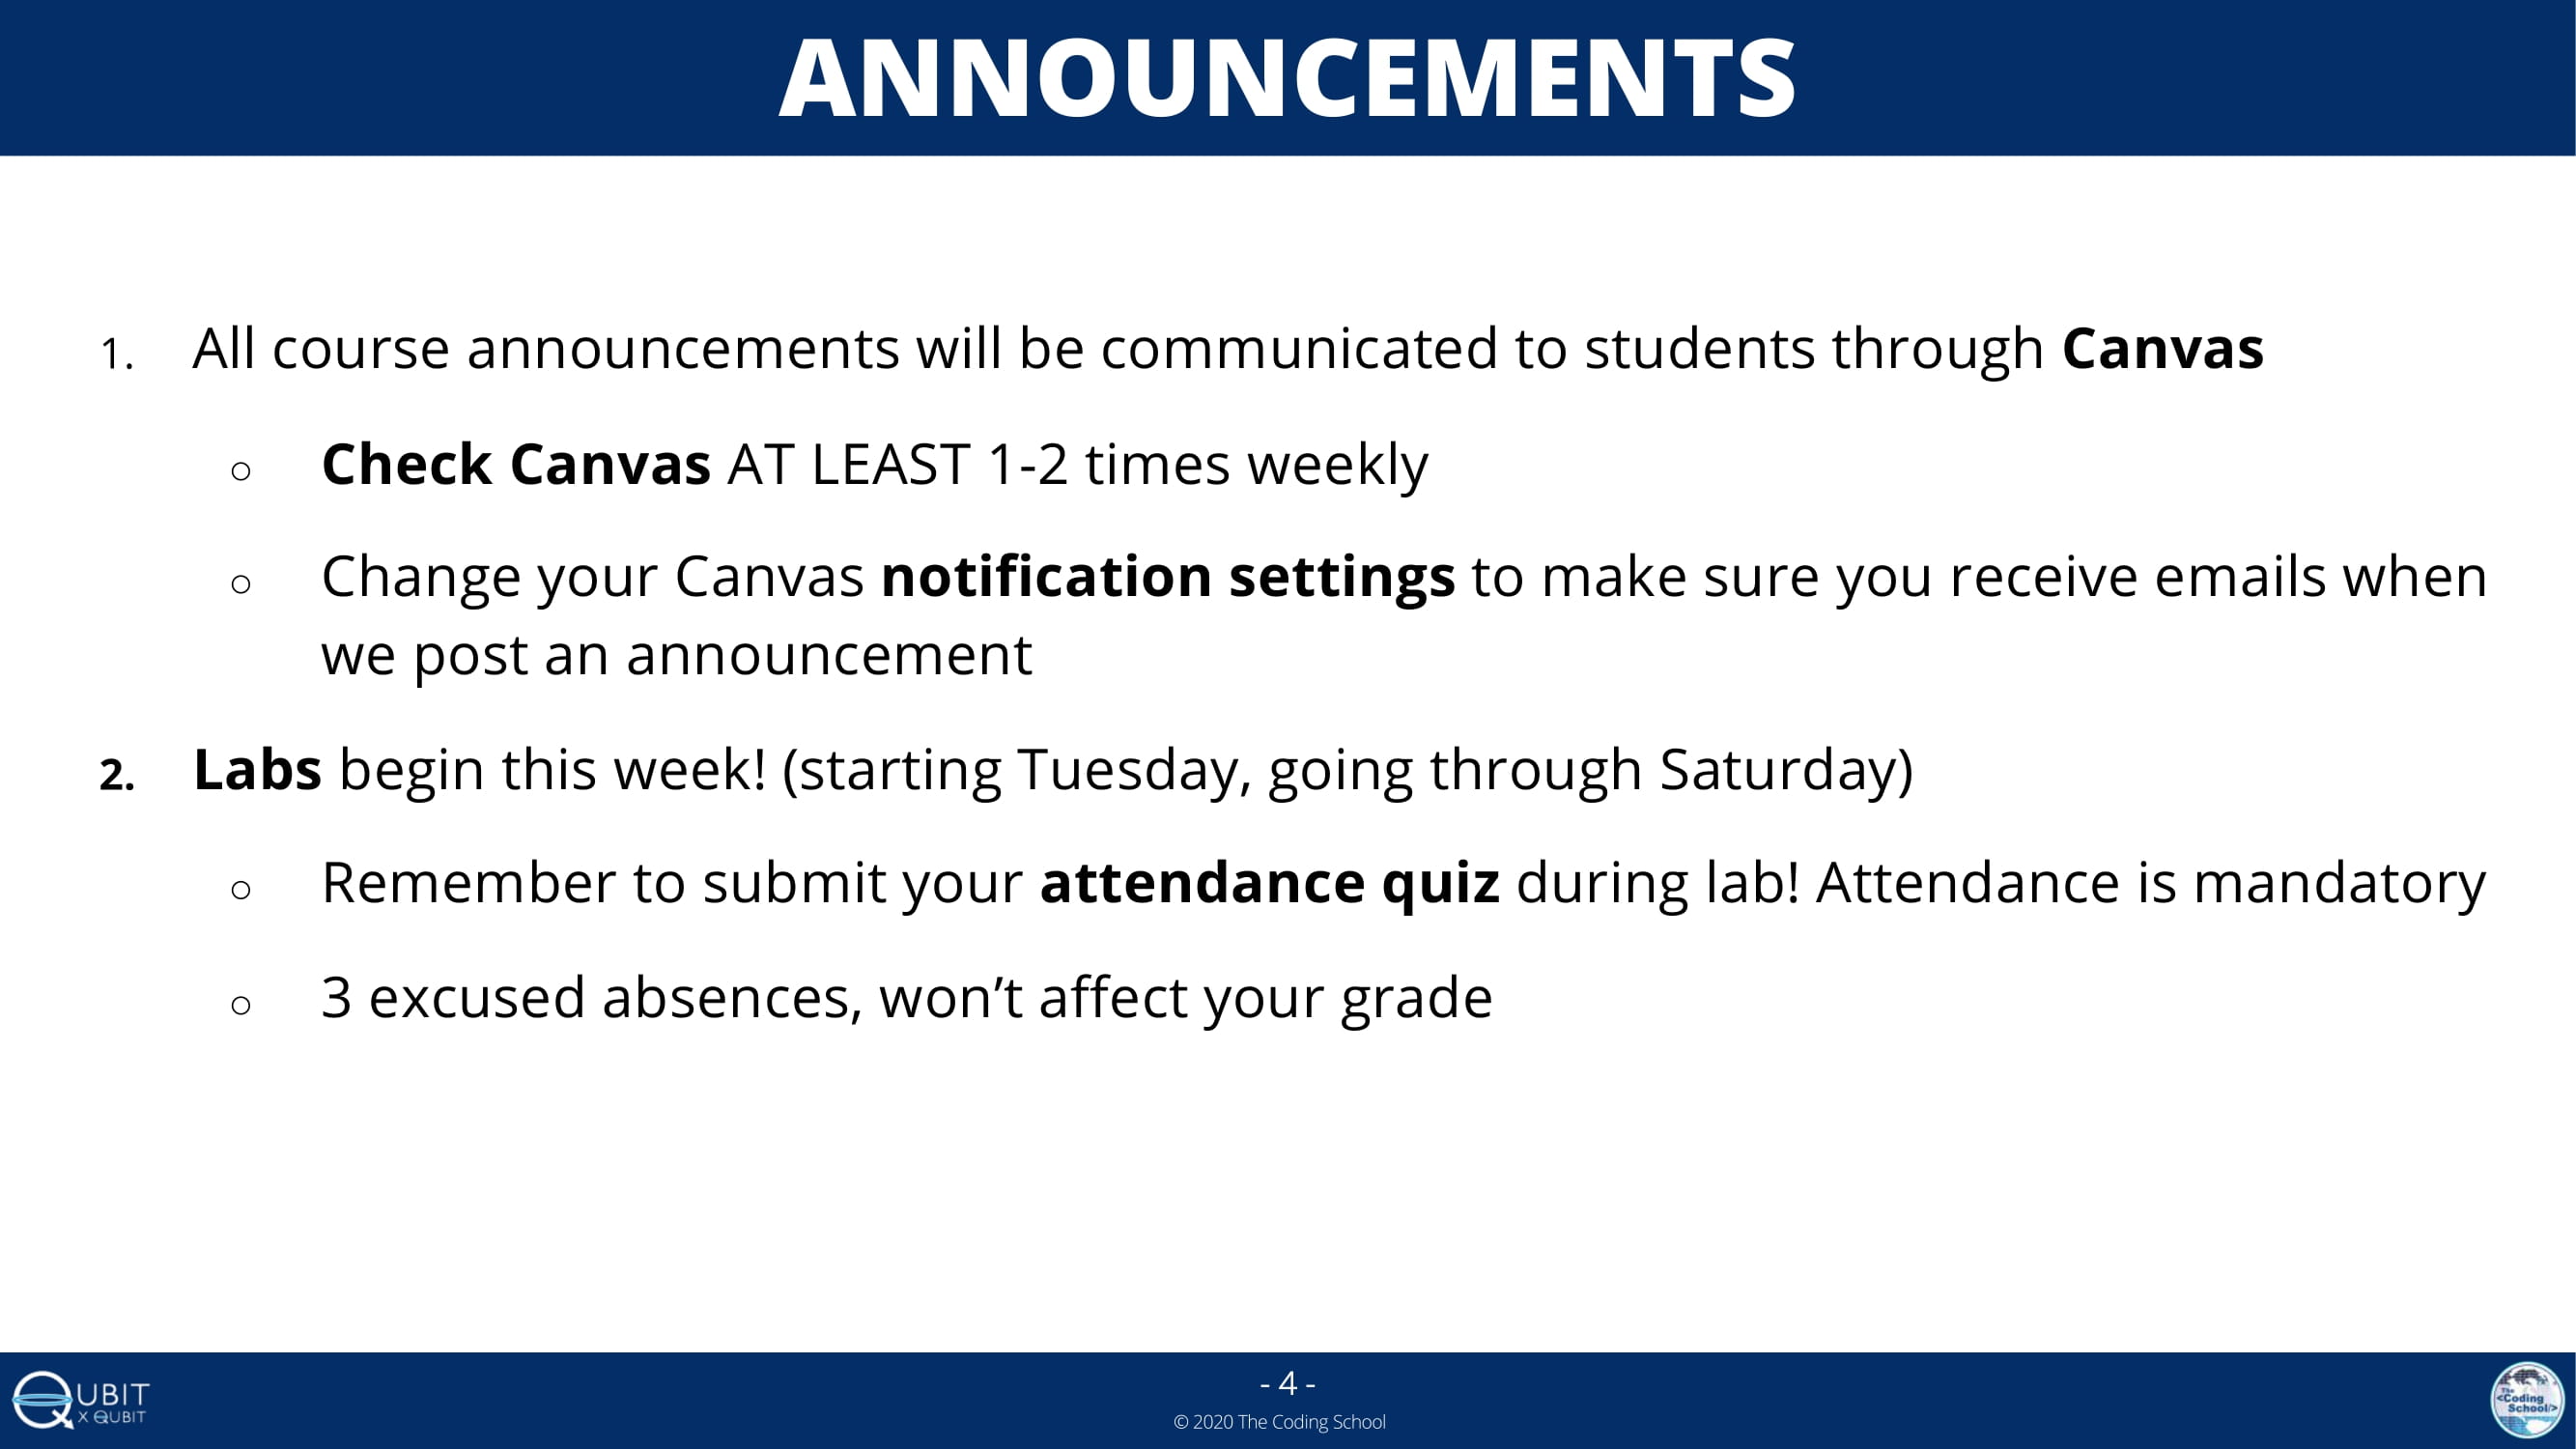 ANNOUNCEMENTS
1. All course announcements will be communicated to students through Canvas
○ Check Canvas AT LEAST 1-2 times weekly
○ Change your Canvas notification settings to make sure you receive emails when
we post an announcement
2. Labs begin this week! (starting Tuesday, going through Saturday)
○ Remember to submit your attendance quiz during lab! Attendance is mandatory
○ 3 excused absences, won’t affect your grade
QUBIT
X QUBIT
- 4 -
© 2020 The Coding School
The
<Coding
School/>